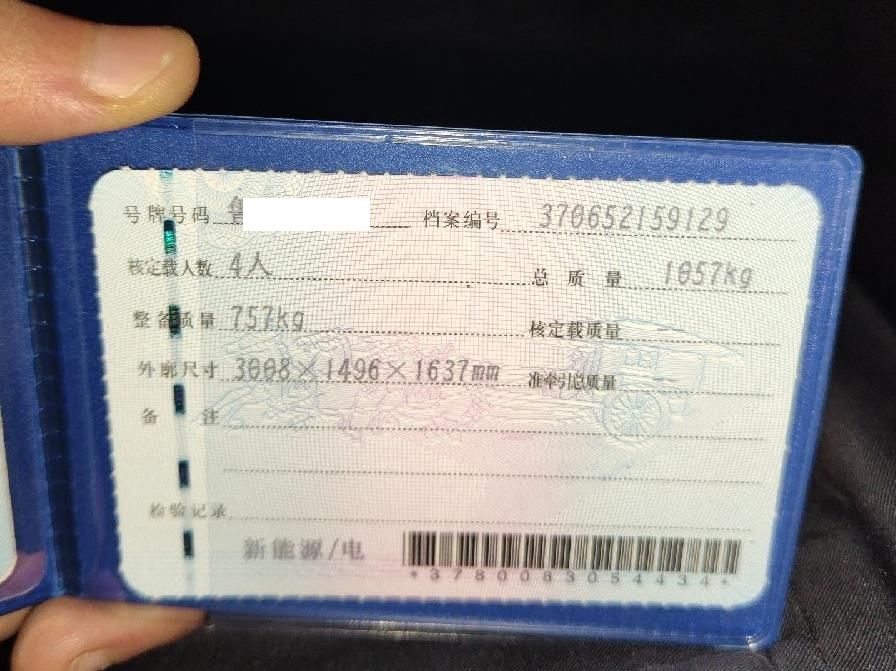 号牌号码 鲁 档案编号 370652159129
核定载人数 4人 总质量 1057kg
整备质量 757kg 核定载质量
外廓尺寸 3008×1496×1637mm 准牵引总质量
备注
检验记录
新能源/电
*3780083054434*